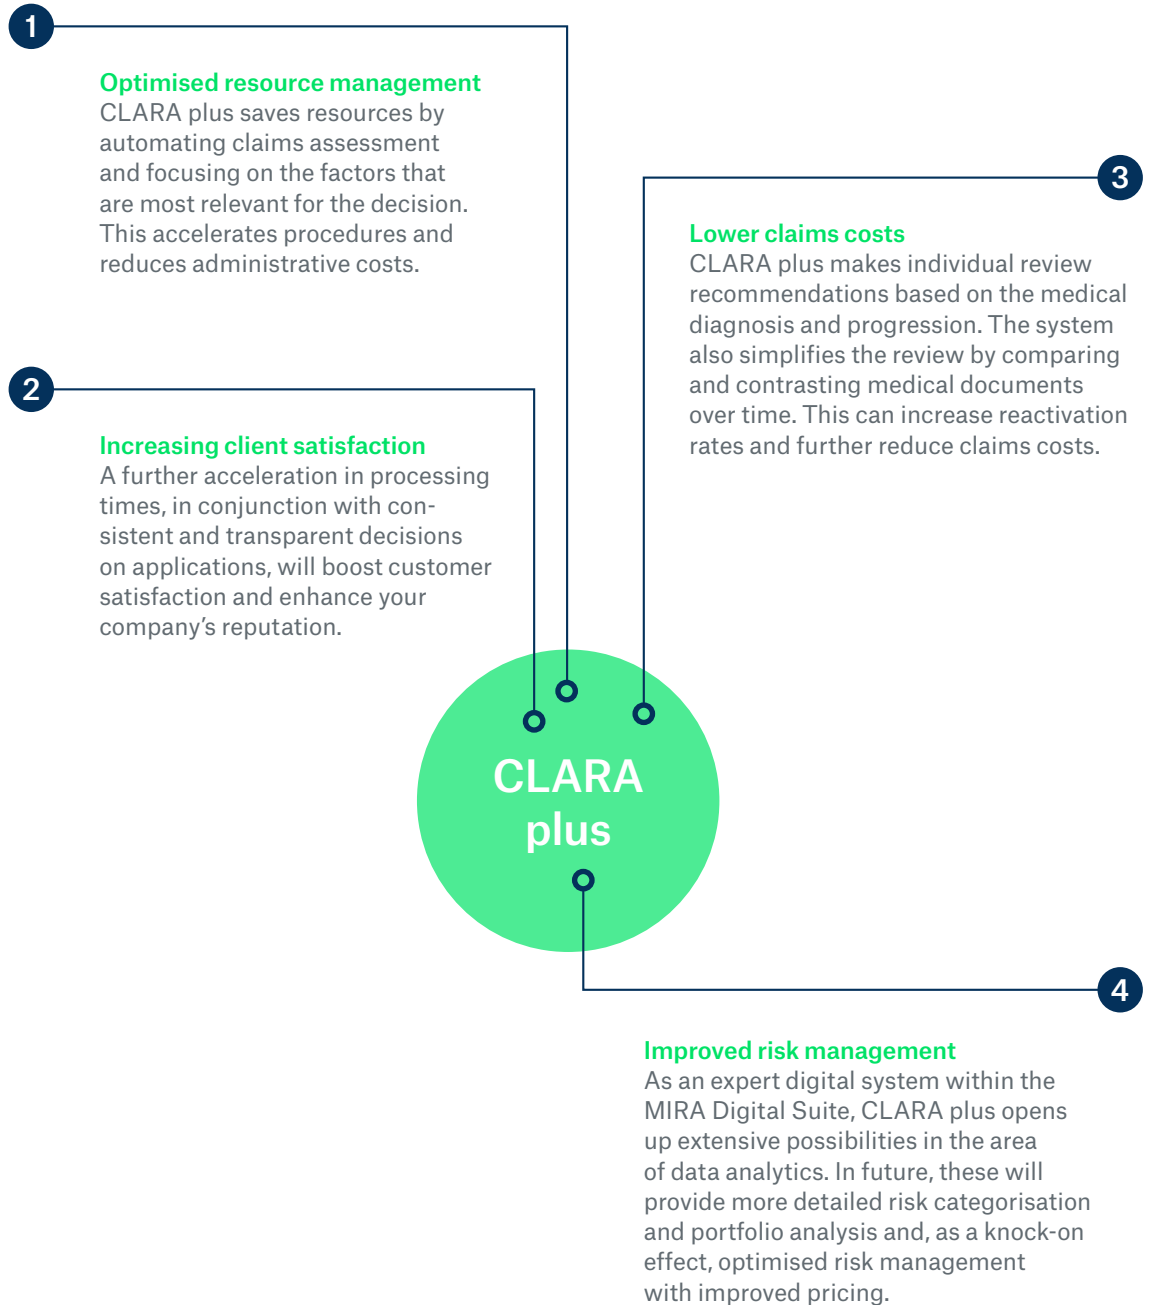 1
Optimised resource management
CLARA plus saves resources by
automating claims assessment
and focusing on the factors that
are most relevant for the decision.
This accelerates procedures and
reduces administrative costs.
2
Increasing client satisfaction
A further acceleration in processing
times, in conjunction with con-
sistent and transparent decisions
on applications, will boost customer
satisfaction and enhance your
company’s reputation.
3
Lower claims costs
CLARA plus makes individual review
recommendations based on the medical
diagnosis and progression. The system
also simplifies the review by comparing
and contrasting medical documents
over time. This can increase reactivation
rates and further reduce claims costs.
CLARA
plus
4
Improved risk management
As an expert digital system within the
MIRA Digital Suite, CLARA plus opens
up extensive possibilities in the area
of data analytics. In future, these will
provide more detailed risk categorisation
and portfolio analysis and, as a knock-on
effect, optimised risk management
with improved pricing.